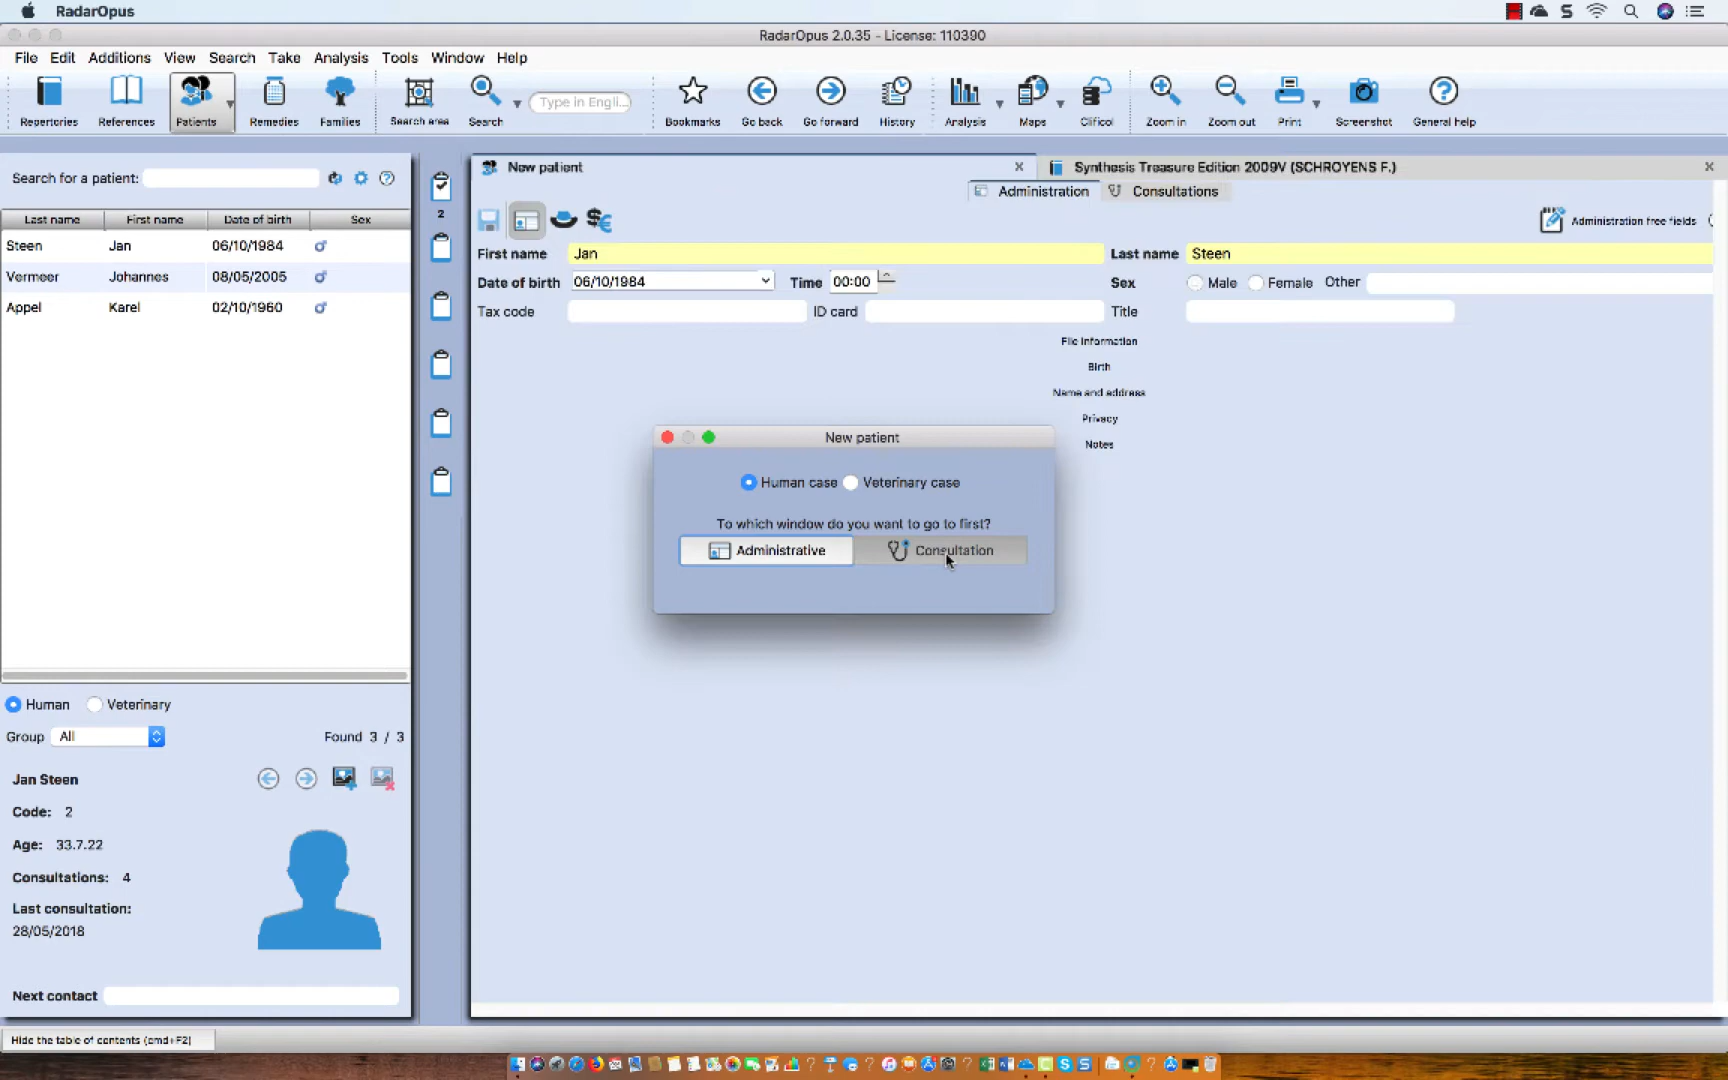 RadarOpus
RadarOpus 2.0.35 - License: 110390
File Edit Additions View Search Take Analysis Tools Window Help
Type in Engli...
Repertories References Patients Remedies Families Search area Search Bookmarks Go back Go forward History Analysis Maps Clificol Zoom in Zoom out Print Screenshot General help
Search for a patient:
Last name First name Date of birth Sex
Steen Jan 06/10/1984
Vermeer Johannes 08/05/2005
Appel Karel 02/10/1960
Human Veterinary
Group All Found 3 / 3
Jan Steen
Code: 2
Age: 33.7.22
Consultations: 4
Last consultation:
28/05/2018
Next contact
Hide the table of contents (cmd+F2)
2
New patient
Synthesis Treasure Edition 2009V (SCHROYENS F.)
Administration Consultations
Administration free fields
First name Jan Last name Steen
Date of birth 06/10/1984 Time 00:00 Sex Male Female Other
Tax code ID card Title
File information
Birth
Name and address
Privacy
Notes
New patient
Human case Veterinary case
To which window do you want to go to first?
Administrative Consultation